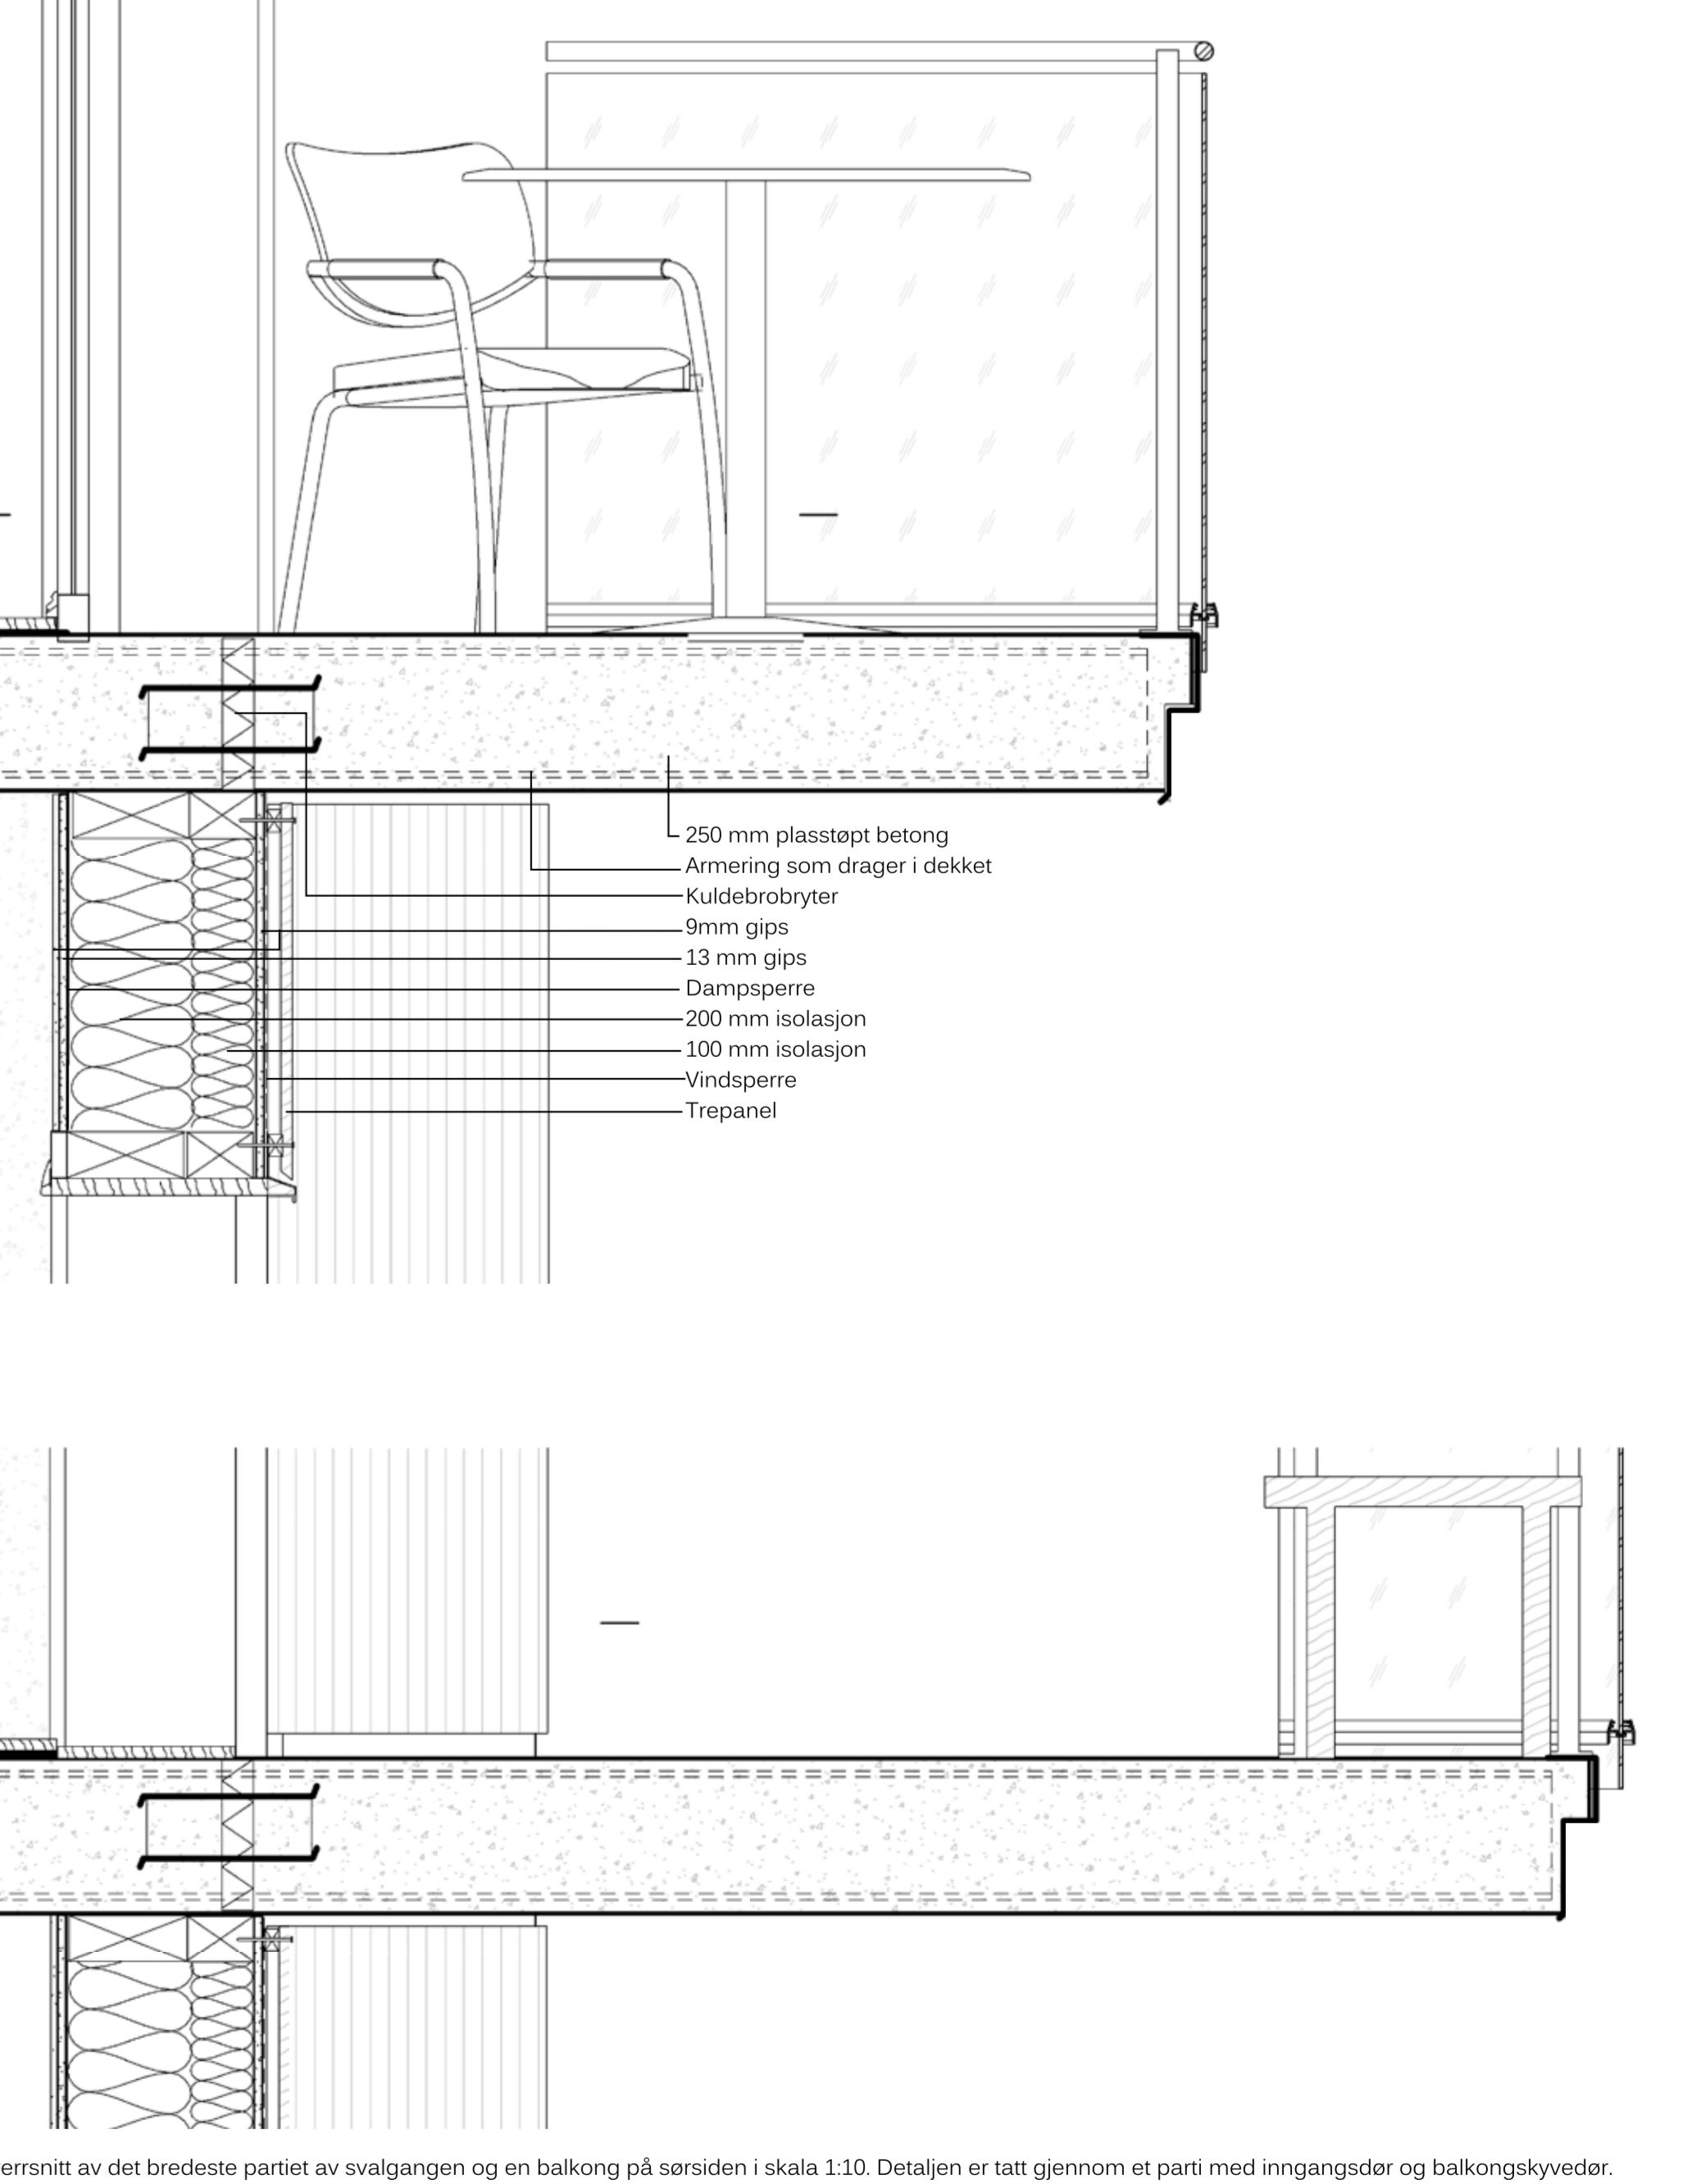 250 mm plasstøpt betong
Armering som drager i dekket
Kuldebrobryter
9mm gips
13 mm gips
Dampsperre
200 mm isolasjon
100 mm isolasjon
Vindsperre
Trepanel
av det bredeste partiet av svalgangen og en balkong på sørsiden i skala 1:10. Detaljen er tatt gjennom et parti med inngangsdør og balkongskyvedør.